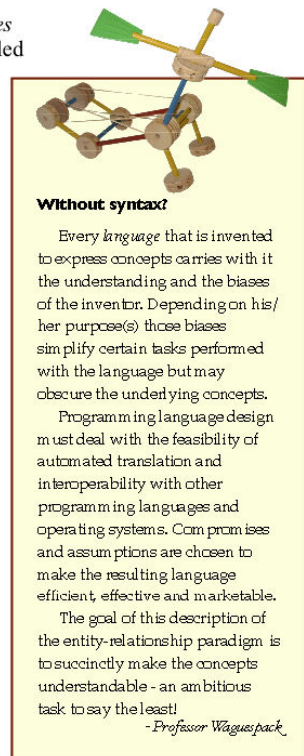 es
led
Without syntax?
Every language that is invented
to express concepts carries with it
the understanding and the biases
of the inventor. Depending on his/
her purpose(s) those biases
simplify certain tasks performed
with the language but may
obscure the underlying concepts.
Programming language design
must deal with the feasibility of
automated translation and
interoperability with other
programming languages and
operating systems. Compromises
and assumptions are chosen to
make the resulting language
efficient, effective and marketable.
The goal of this description of
the entity-relationship paradigm is
to succinctly make the concepts
understandable - an ambitious
task to say the least!
- Professor Waguespack